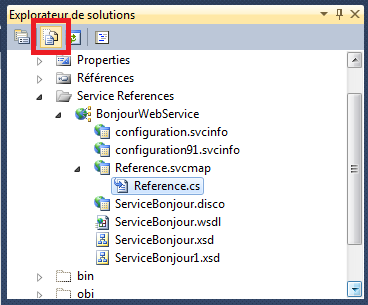 Explorateur de solutions
Properties
Références
Service References
BonjourWebService
configuration.svcinfo
configuration91.svcinfo
Reference.svcmap
Reference.cs
ServiceBonjour.disco
ServiceBonjour.wsdl
ServiceBonjour.xsd
ServiceBonjour1.xsd
bin
obj